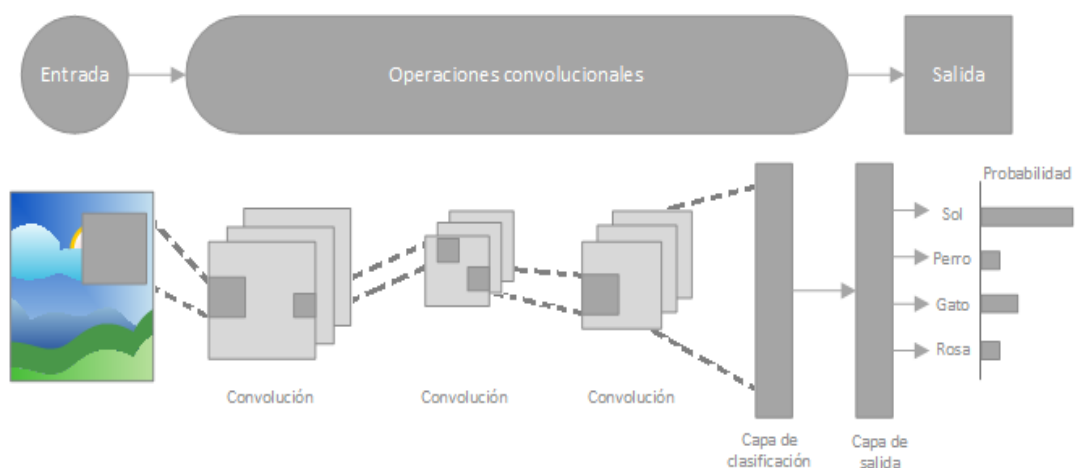 Entrada
Operaciones convolucionales
Salida
Probabilidad
Sol
Perro
Gato
Rosa
Convolución
Convolución
Convolución
Capa de
clasificación
Capa de
salida